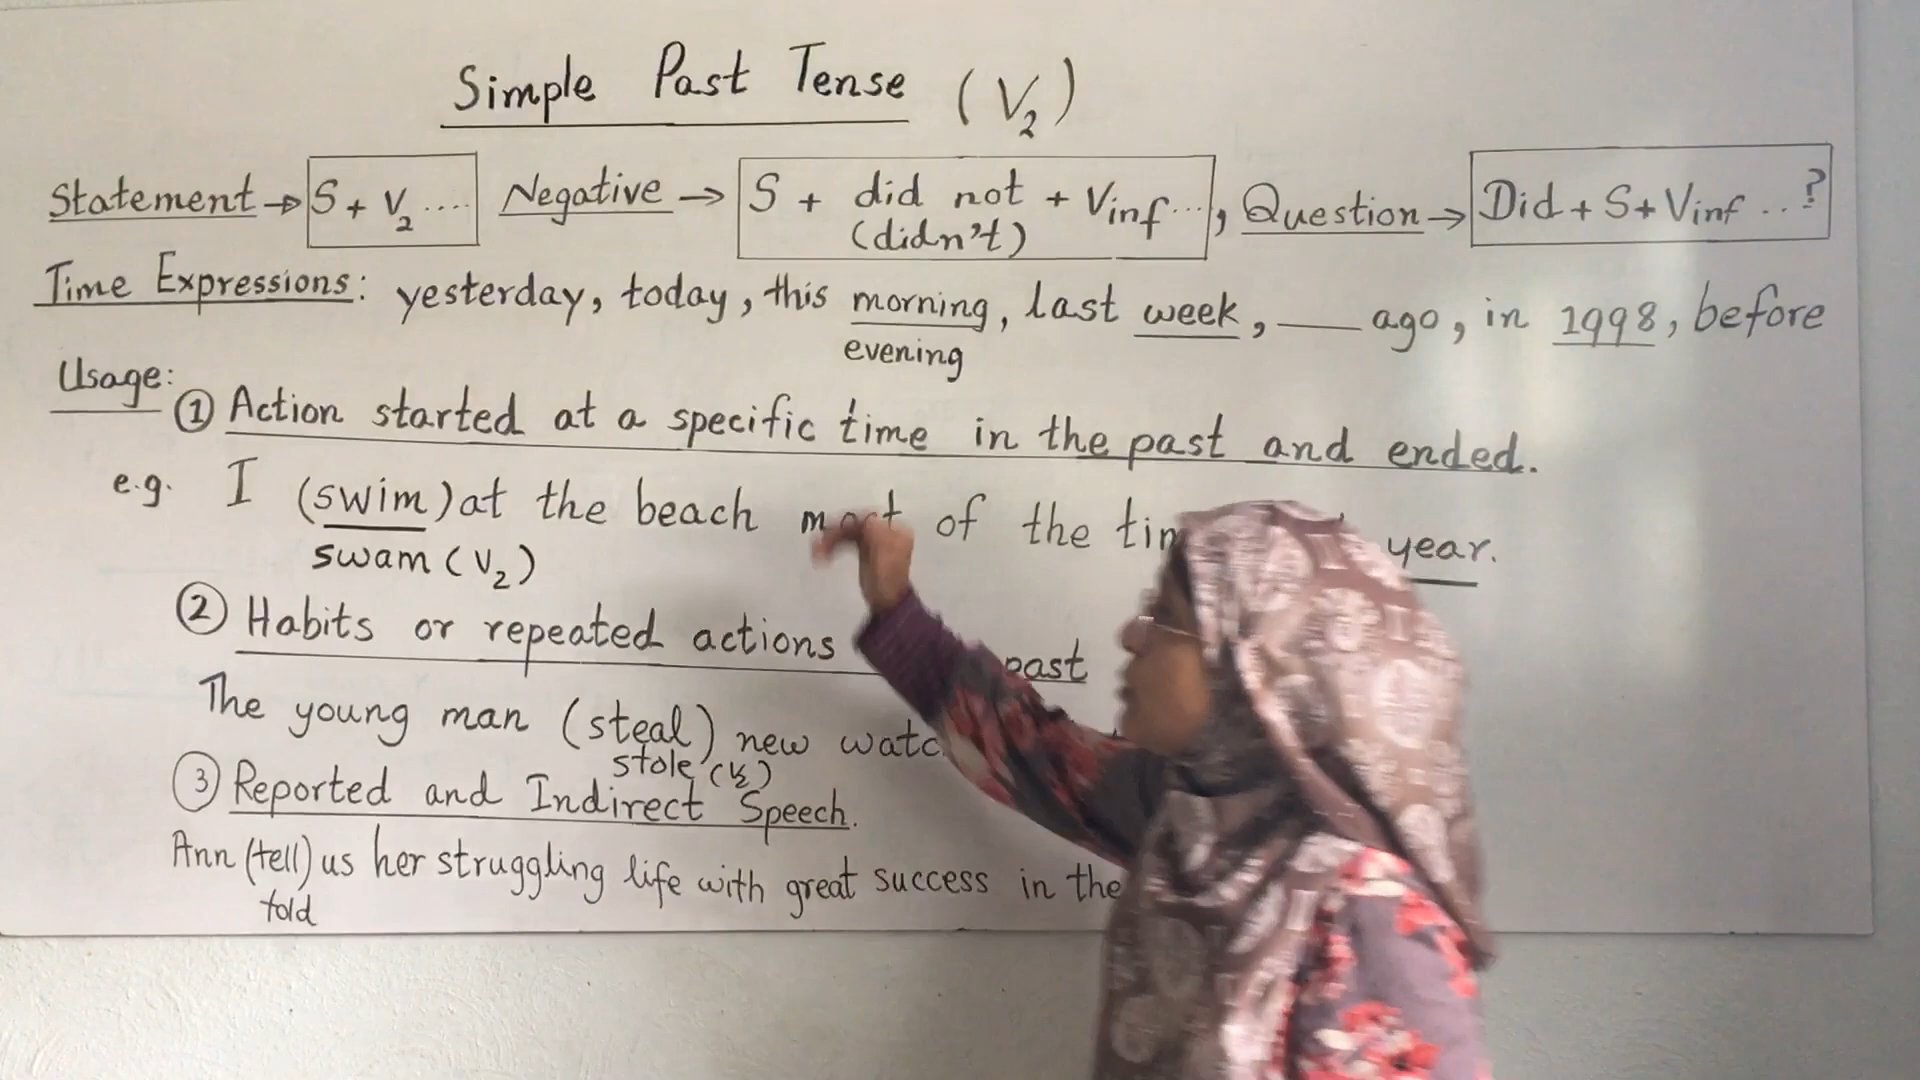 Simple Past Tense (V2)
Statement → S + V2 .... Negative → S + did not + Vinf ..., Question → Did + S + Vinf ...?
(didn't)
Time Expressions: yesterday, today, this morning, last week, ___ ago, in 1998, before
evening
Usage:
① Action started at a specific time in the past and ended.
e.g. I (swim) at the beach most of the year.
swam (V2)
② Habits or repeated actions past
The young man (steal) new
stole (V2)
③ Reported and Indirect Speech.
Ann (tell) us her struggling life with great success in the
told